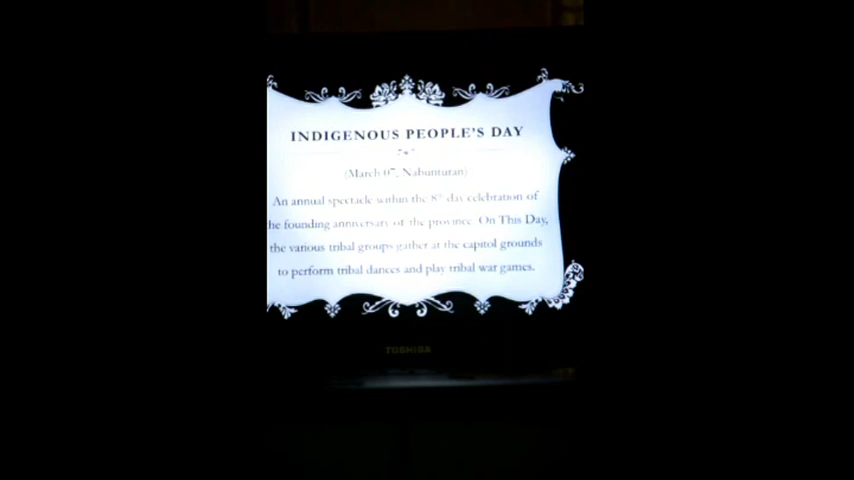 INDIGENOUS PEOPLE'S DAY
(March 07, Nabunturan)
An annual spectacle within the 8th day celebration of
he founding anniversary of the province. On This Day,
the various tribal groups gather at the capitol grounds
to perform tribal dances and play tribal war games.
TOSHIBA